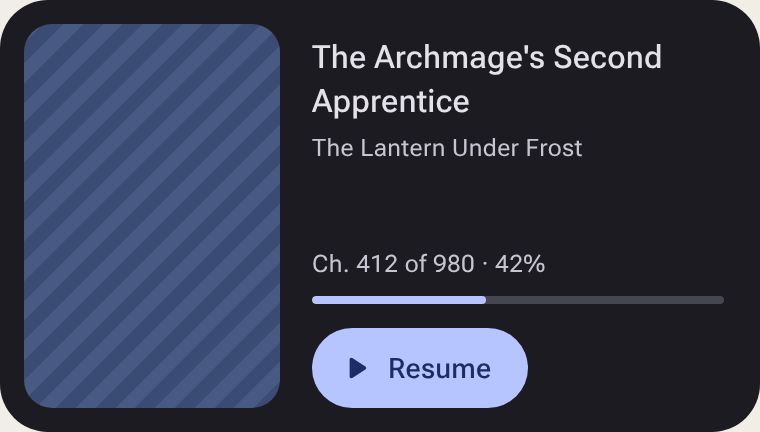 The Archmage's Second
Apprentice
The Lantern Under Frost
Ch. 412 of 980 · 42%
Resume